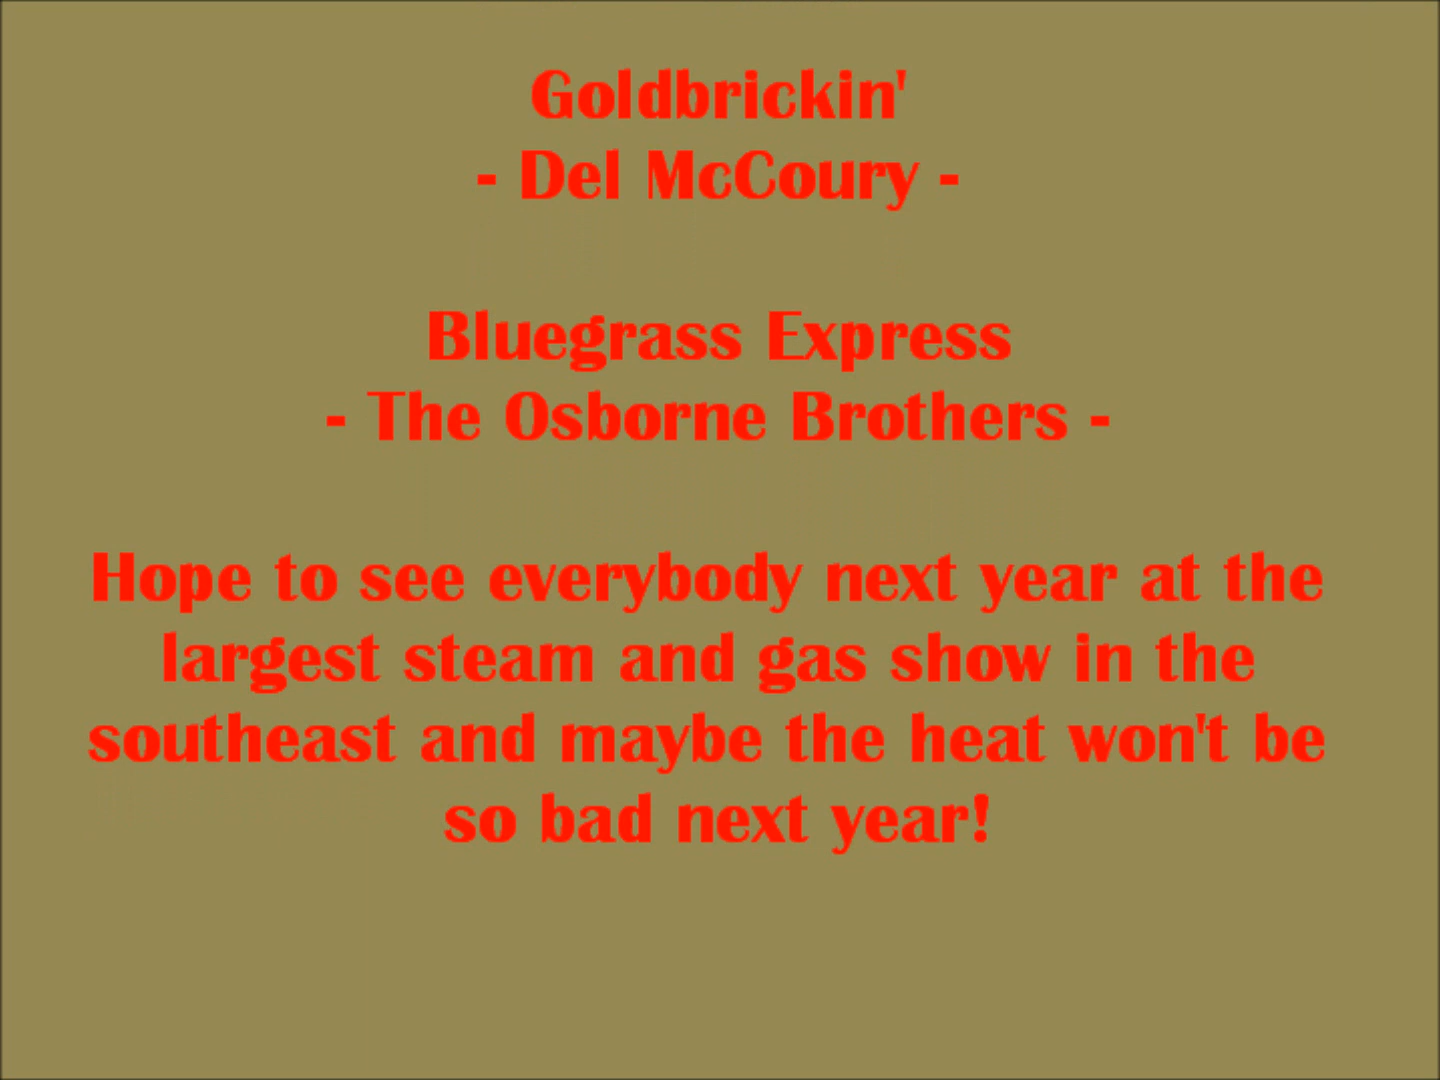 Goldbrickin'
- Del McCoury -
Bluegrass Express
- The Osborne Brothers -
Hope to see everybody next year at the
largest steam and gas show in the
southeast and maybe the heat won't be
so bad next year!